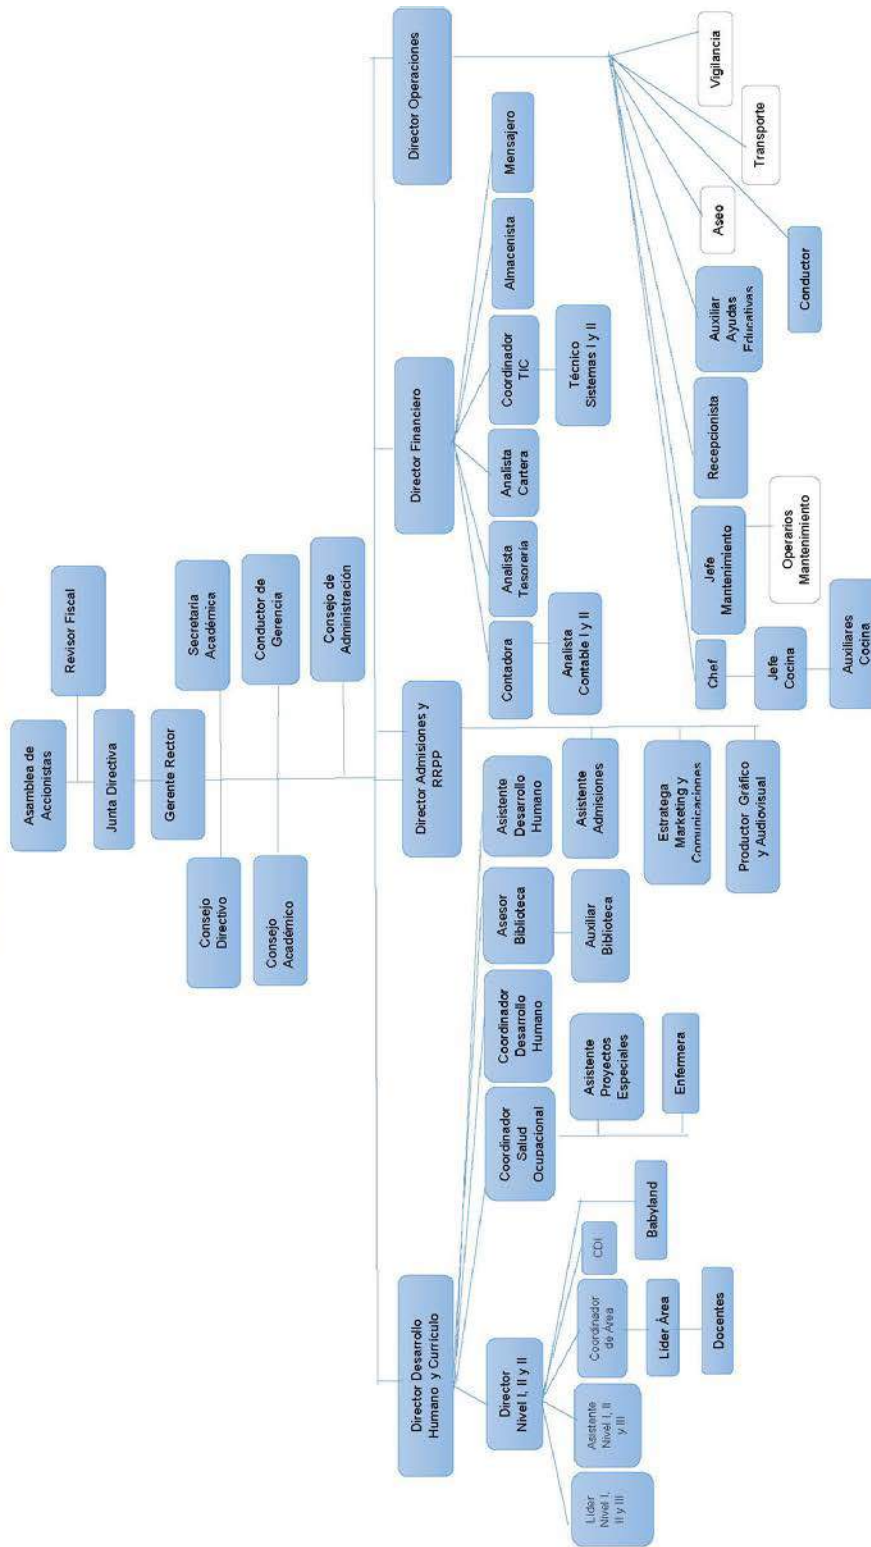 Asamblea de
Accionistas
Revisor Fiscal
Junta Directiva
Gerente Rector
Consejo
Directivo
Secretaria
Académica
Consejo
Académico
Conductor de
Gerencia
Consejo de
Administración
Director Desarrollo
Humano y Currículo
Director Admisiones y
RRPP
Director Financiero
Director Operaciones
Director
Nivel I, II y II
Coordinador
Salud
Ocupacional
Coordinador
Desarrollo
Humano
Asesor
Biblioteca
Asistente
Desarrollo
Humano
Contadora
Analista
Tesorería
Analista
Cartera
Coordinador
TIC
Almacenista
Mensajero
Líder
Nivel I,
II y III
Asistente
Nivel I, II
y III
Coordinador
de Área
CDI
Babyland
Asistente
Proyectos
Especiales
Auxiliar
Biblioteca
Asistente
Admisiones
Analista
Contable I y II
Técnico
Sistemas I y II
Líder Área
Docentes
Enfermera
Estratega
Marketing y
Comunicaciones
Productor Gráfico
y Audiovisual
Chef
Jefe
Mantenimiento
Recepcionista
Auxiliar
Ayudas
Educativas
Aseo
Transporte
Vigilancia
Jefe
Cocina
Operarios
Mantenimiento
Conductor
Auxiliares
Cocina